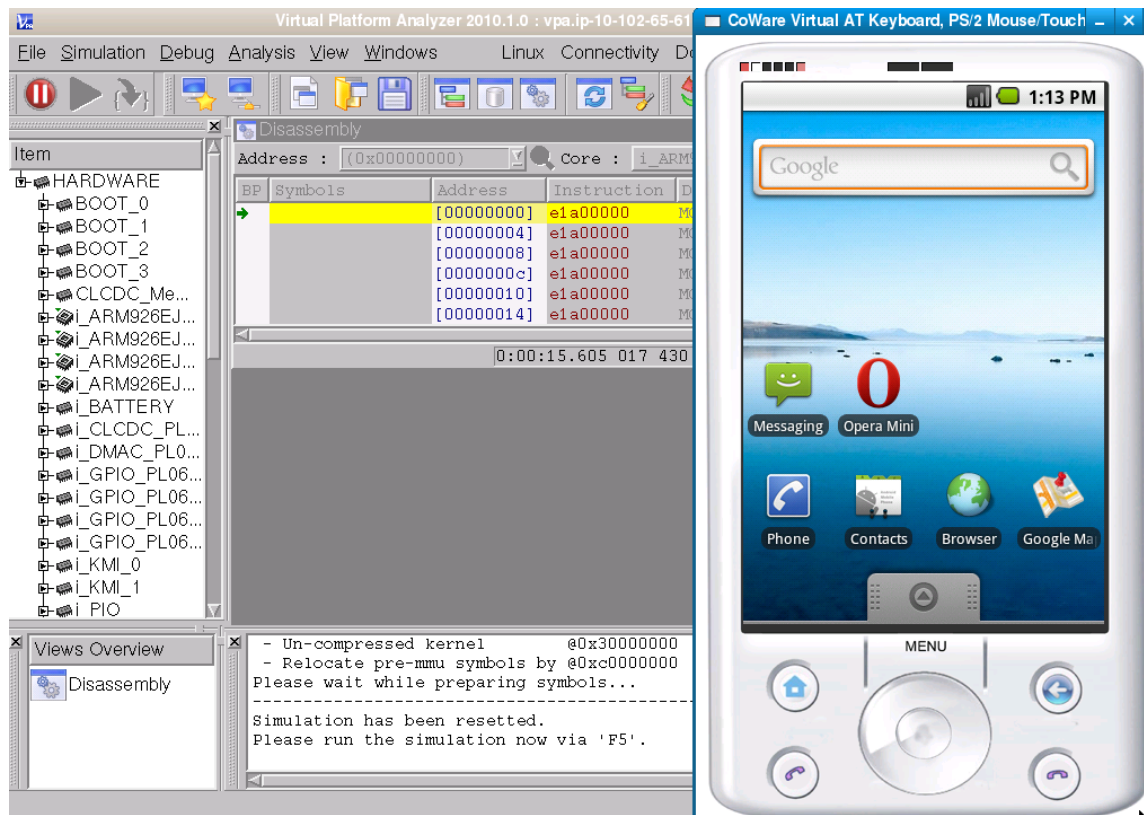 Virtual Platform Analyzer 2010.1.0 : vpa.ip-10-102-65-61
File Simulation Debug Analysis View Windows Linux Connectivity
Disassembly
Item
Address : (0x00000000) Core :
BP Symbols Address Instruction
HARDWARE
BOOT_0
BOOT_1
BOOT_2
BOOT_3
CLCDC_Me...
i_ARM926EJ...
i_ARM926EJ...
i_ARM926EJ...
i_ARM926EJ...
i_BATTERY
i_CLCDC_PL...
i_DMAC_PL0...
i_GPIO_PL06...
i_GPIO_PL06...
i_GPIO_PL06...
i_GPIO_PL06...
i_KMI_0
i_KMI_1
i_PIO
[00000000] e1a00000
[00000004] e1a00000
[00000008] e1a00000
[0000000c] e1a00000
[00000010] e1a00000
[00000014] e1a00000
0:00:15.605 017 430
Views Overview
Disassembly
- Un-compressed kernel @0x30000000
- Relocate pre-mmu symbols by @0xc0000000
Please wait while preparing symbols...
Simulation has been resetted.
Please run the simulation now via 'F5'.
CoWare Virtual AT Keyboard, PS/2 Mouse/Touch
1:13 PM
Google
Messaging Opera Mini
Phone Contacts Browser Google Ma
MENU